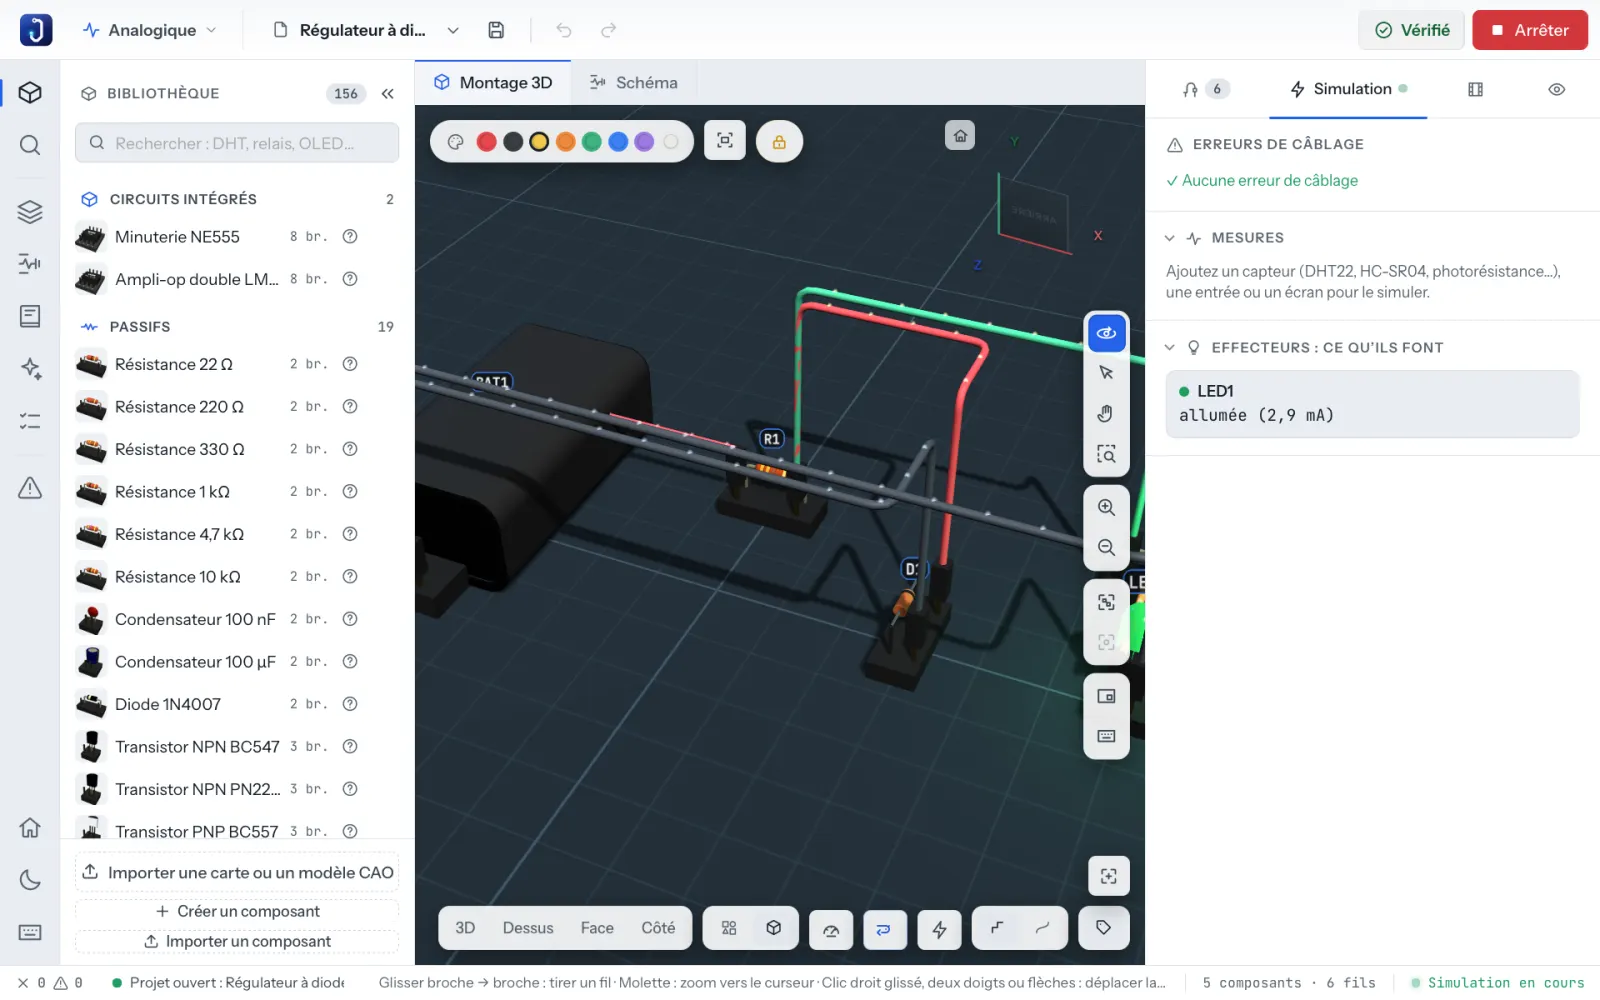 Analogique
Régulateur à di...
Vérifié
Arrêter
BIBLIOTHÈQUE
156
Rechercher : DHT, relais, OLED...
CIRCUITS INTÉGRÉS
2
Minuterie NE555
8 br.
Ampli-op double LM...
8 br.
PASSIFS
19
Résistance 22 Ω
2 br.
Résistance 220 Ω
2 br.
Résistance 330 Ω
2 br.
Résistance 1 kΩ
2 br.
Résistance 4,7 kΩ
2 br.
Résistance 10 kΩ
2 br.
Condensateur 100 nF
2 br.
Condensateur 100 µF
2 br.
Diode 1N4007
2 br.
Transistor NPN BC547
3 br.
Transistor NPN PN22...
3 br.
Transistor PNP BC557
3 br.
Importer une carte ou un modèle CAO
+ Créer un composant
Importer un composant
Montage 3D
Schéma
Y
X
Z
BAT1
R1
D1
LE
3D
Dessus
Face
Côté
6
Simulation
ERREURS DE CÂBLAGE
✓ Aucune erreur de câblage
MESURES
Ajoutez un capteur (DHT22, HC-SR04, photorésistance...),
une entrée ou un écran pour le simuler.
EFFECTEURS : CE QU'ILS FONT
LED1
allumée (2,9 mA)
0
0
Projet ouvert : Régulateur à diode
Glisser broche → broche : tirer un fil · Molette : zoom vers le curseur · Clic droit glissé, deux doigts ou flèches : déplacer la...
5 composants · 6 fils
Simulation en cours